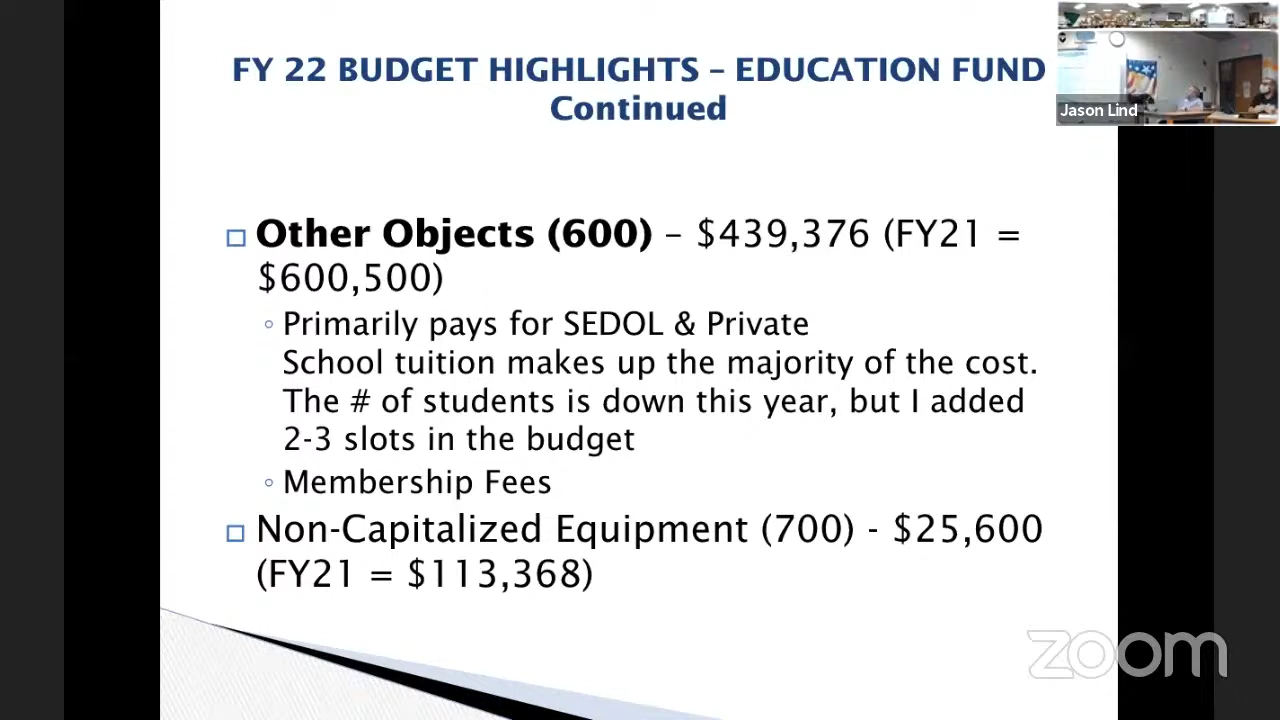 FY 22 BUDGET HIGHLIGHTS – EDUCATION FUND
Continued
Jason Lind
Other Objects (600) – $439,376 (FY21 =
$600,500)
Primarily pays for SEDOL & Private
School tuition makes up the majority of the cost.
The # of students is down this year, but I added
2-3 slots in the budget
Membership Fees
Non-Capitalized Equipment (700) - $25,600
(FY21 = $113,368)
zoom